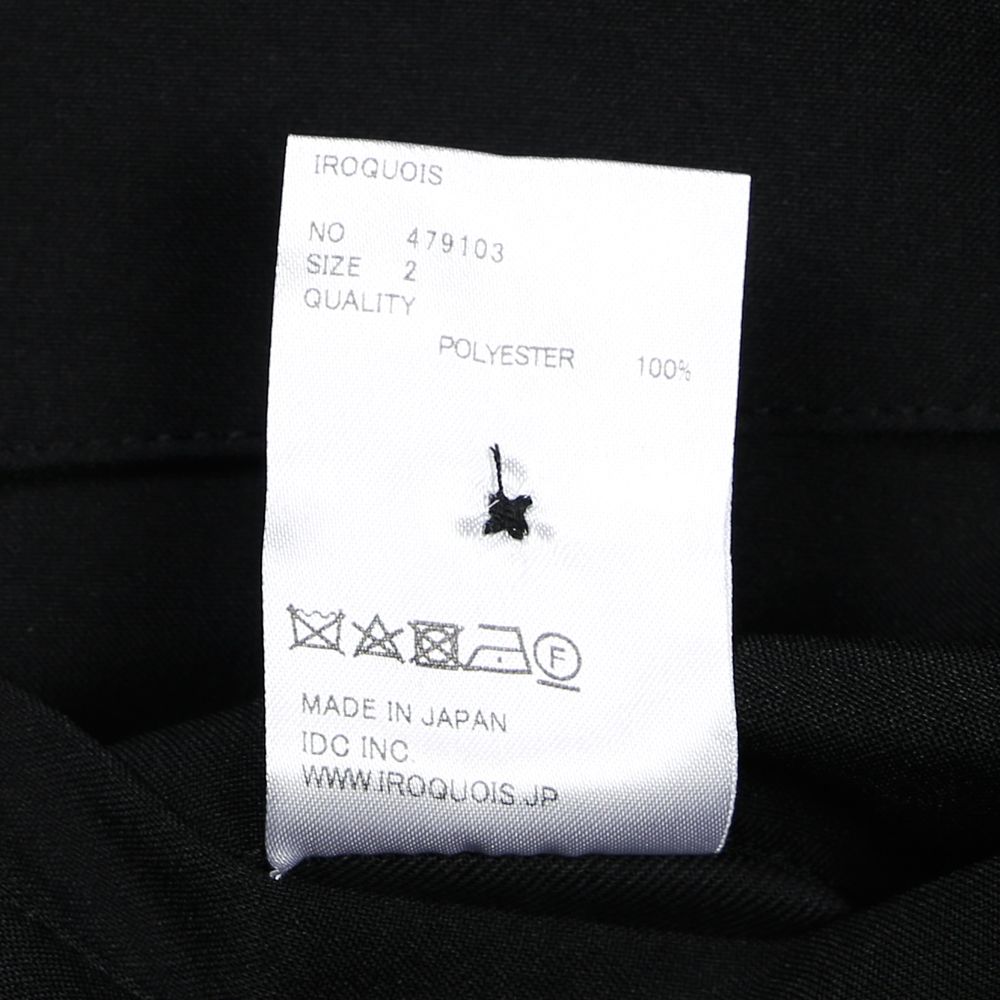 IROQUOIS
NO 479103
SIZE 2
QUALITY
POLYESTER 100%
F
MADE IN JAPAN
IDC INC.
WWW.IROQUOIS.JP